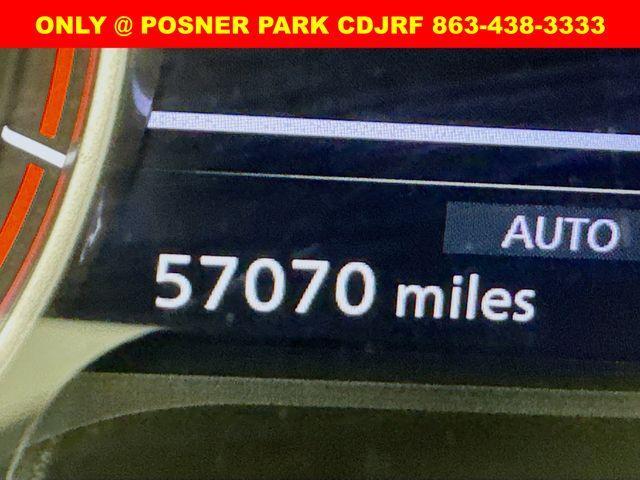 ONLY @ POSNER PARK CDJRF 863-438-3333
AUTO
57070 miles